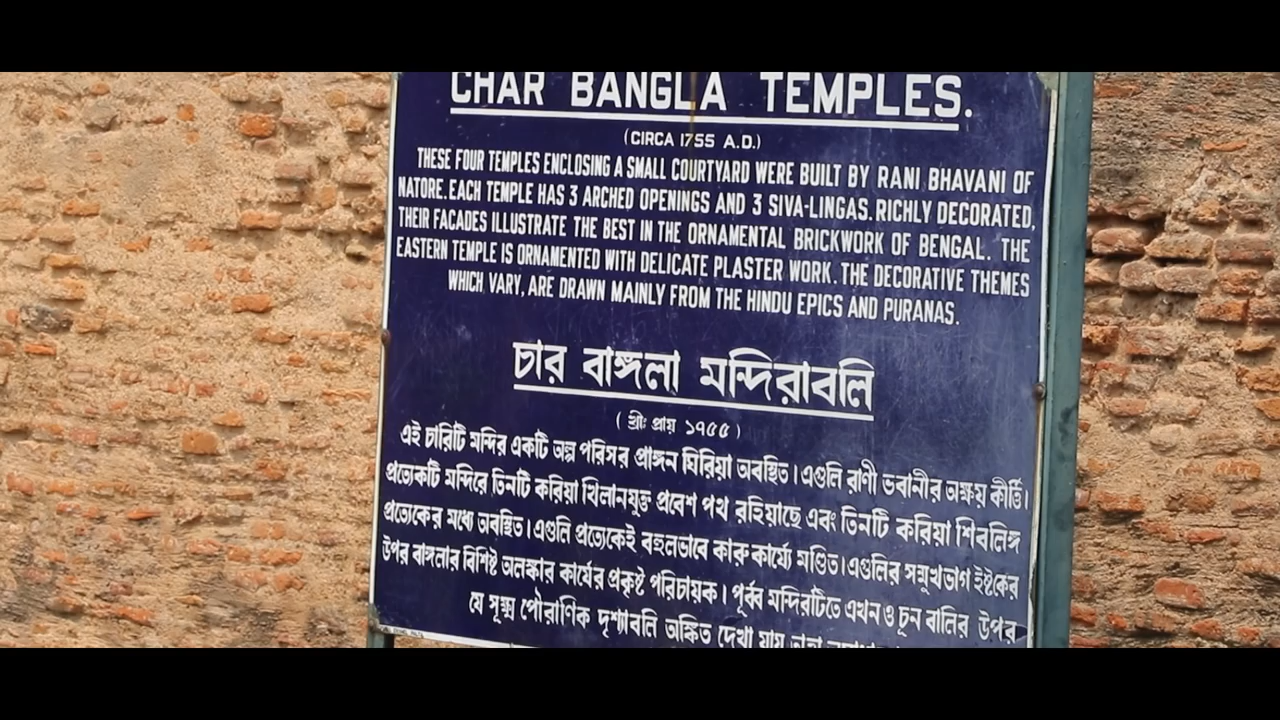 CHAR BANGLA TEMPLES.
(CIRCA 1755 A.D.)
THESE FOUR TEMPLES ENCLOSING A SMALL COURTYARD WERE BUILT BY RANI BHAVANI OF
NATORE. EACH TEMPLE HAS 3 ARCHED OPENINGS AND 3 SIVA-LINGAS. RICHLY DECORATED,
THEIR FACADES ILLUSTRATE THE BEST IN THE ORNAMENTAL BRICKWORK OF BENGAL. THE
EASTERN TEMPLE IS ORNAMENTED WITH DELICATE PLASTER WORK. THE DECORATIVE THEMES
WHICH VARY, ARE DRAWN MAINLY FROM THE HINDU EPICS AND PURANAS.
চার বাঙ্গলা মন্দিরাবলি
( খ্রীঃ প্রায় ১৭৫৫ )
এই চারিটি মন্দির একটি অল্প পরিসর প্রাঙ্গন ঘিরিয়া অবস্থিত। এগুলি রাণী ভবানীর অক্ষয় কীর্ত্তি।
প্রত্যেকটি মন্দিরে তিনটি করিয়া খিলানযুক্ত প্রবেশ পথ রহিয়াছে এবং তিনটি করিয়া শিবলিঙ্গ
প্রত্যেকের মধ্যে অবস্থিত। এগুলি প্রত্যেকেই বহুলভাবে কারুকার্য্যে মণ্ডিত। এগুলির সমুখভাগ ইষ্টকের
উপর বাঙ্গলার বিশিষ্ট অলঙ্কার কার্যের প্রকৃষ্ট পরিচায়ক। পূর্ব্ব মন্দিরটিতে এখনও চূন বালির উপর
যে সূক্ষ্ম পৌরাণিক দৃশ্যাবলি অঙ্কিত দেখা যায় তাহা